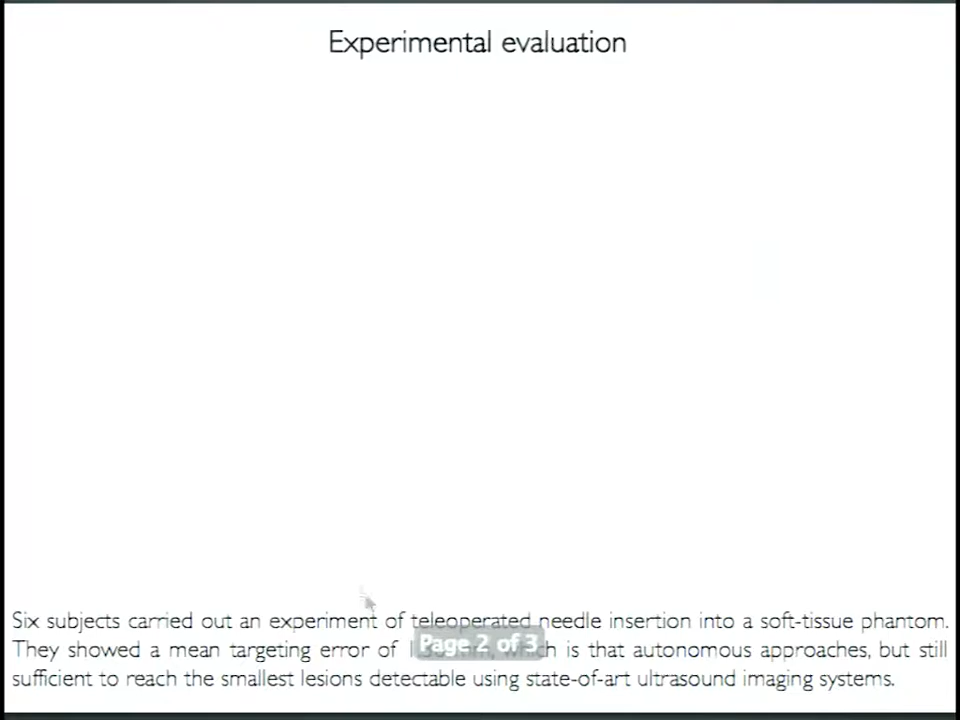 Experimental evaluation
Six subjects carried out an experiment of teleoperated needle insertion into a soft-tissue phantom.
They showed a mean targeting error of which is that autonomous approaches, but still
Page 2 of 3
sufficient to reach the smallest lesions detectable using state-of-art ultrasound imaging systems.